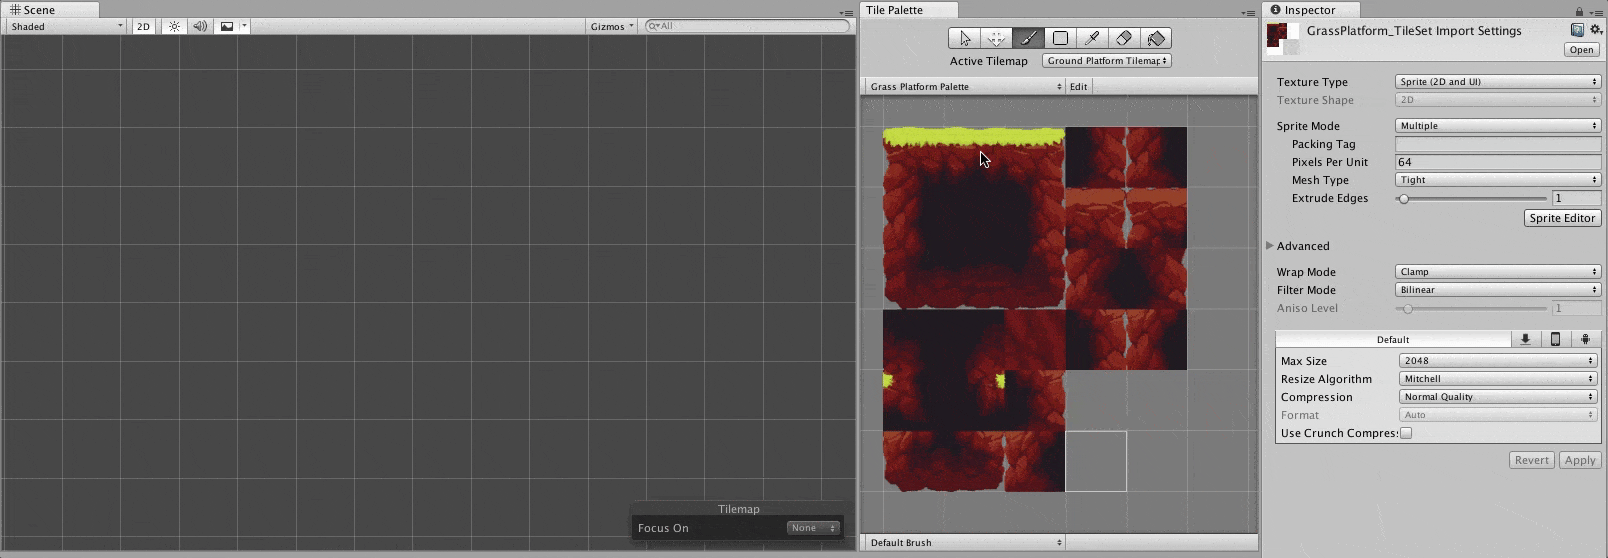 Scene
Shaded
2D
Gizmos
All
Tilemap
Focus On
None
Tile Palette
Active Tilemap
Ground Platform Tilemap
Grass Platform Palette
Edit
Default Brush
Inspector
GrassPlatform_TileSet Import Settings
Open
Texture Type Sprite (2D and UI)
Texture Shape 2D
Sprite Mode Multiple
Packing Tag
Pixels Per Unit 64
Mesh Type Tight
Extrude Edges 1
Sprite Editor
Advanced
Wrap Mode Clamp
Filter Mode Bilinear
Aniso Level 1
Default
Max Size 2048
Resize Algorithm Mitchell
Compression Normal Quality
Format Auto
Use Crunch Compres
Revert Apply